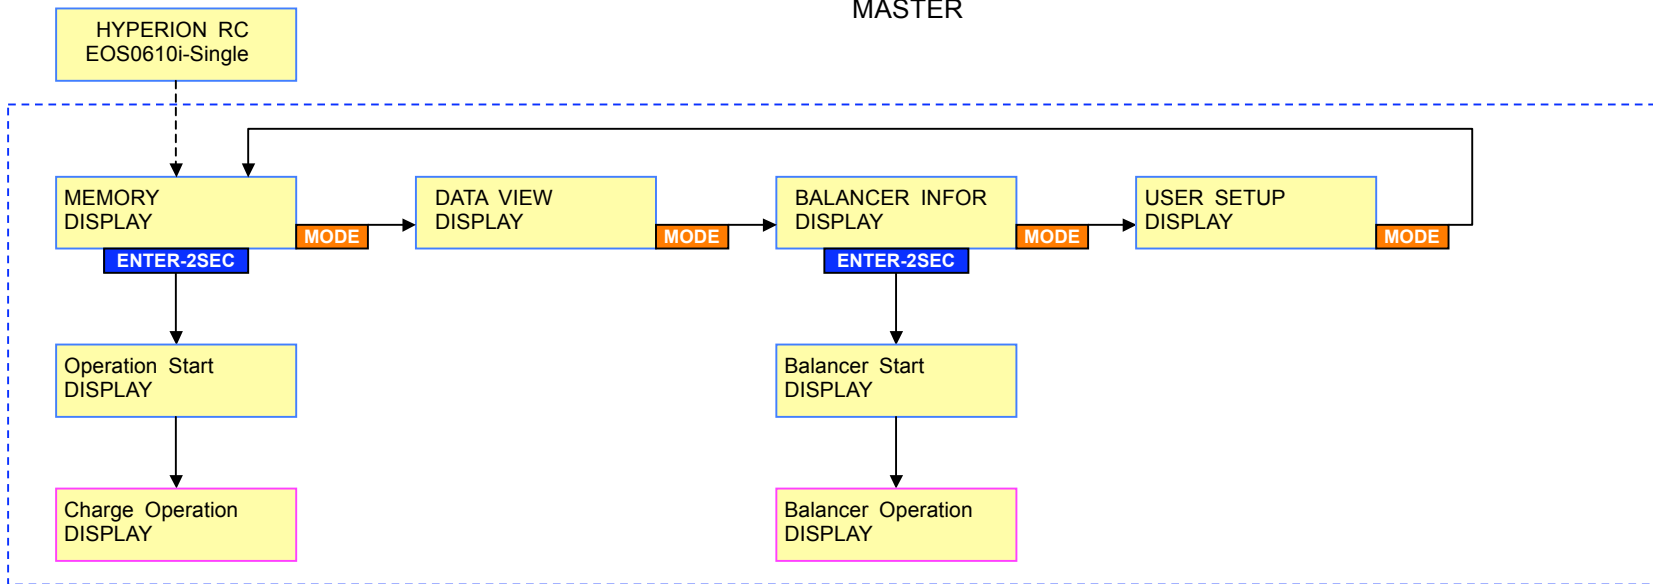 MASTER
HYPERION RC
EOS0610i-Single
MEMORY
DISPLAY
MODE
ENTER-2SEC
DATA VIEW
DISPLAY
MODE
BALANCER INFOR
DISPLAY
MODE
ENTER-2SEC
USER SETUP
DISPLAY
MODE
Operation Start
DISPLAY
Balancer Start
DISPLAY
Charge Operation
DISPLAY
Balancer Operation
DISPLAY